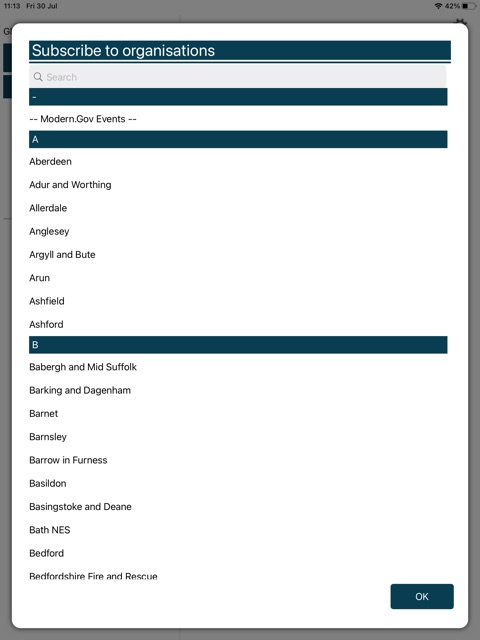 11:13 Fri 30 Jul
42%
Subscribe to organisations
Search
-
-- Modern.Gov Events --
A
Aberdeen
Adur and Worthing
Allerdale
Anglesey
Argyll and Bute
Arun
Ashfield
Ashford
B
Babergh and Mid Suffolk
Barking and Dagenham
Barnet
Barnsley
Barrow in Furness
Basildon
Basingstoke and Deane
Bath NES
Bedford
Bedfordshire Fire and Rescue
OK